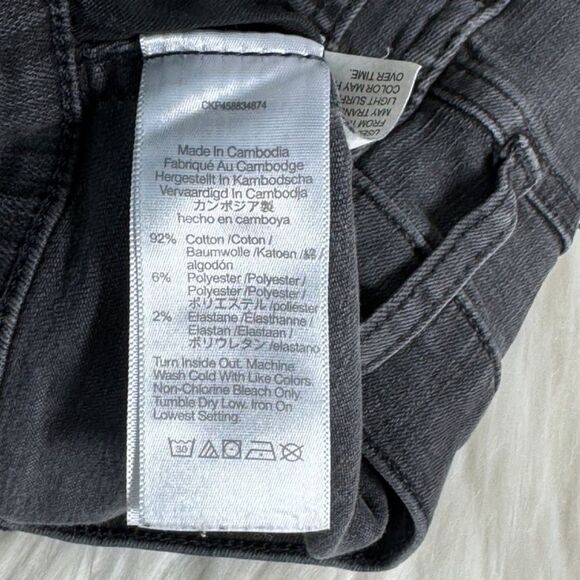 CKP458834874
Made In Cambodia
Fabriqué Au Cambodge
Hergestellt In Kambodscha
Vervaardigd In Cambodja
カンボジア製
hecho en camboya
92% Cotton /Coton /
Baumwolle /Katoen /綿 /
algodón
6% Polyester /Polyester /
Polyester /Polyester /
ポリエステル /poliéster
2% Elastane /Elasthanne /
Elastan /Elastaan /
ポリウレタン /elastano
Turn Inside Out. Machine
Wash Cold With Like Colors.
Non-Chlorine Bleach Only.
Tumble Dry Low. Iron On
Lowest Setting.
30
LIGHT SURF
COLOR MAY
OVER TIME.